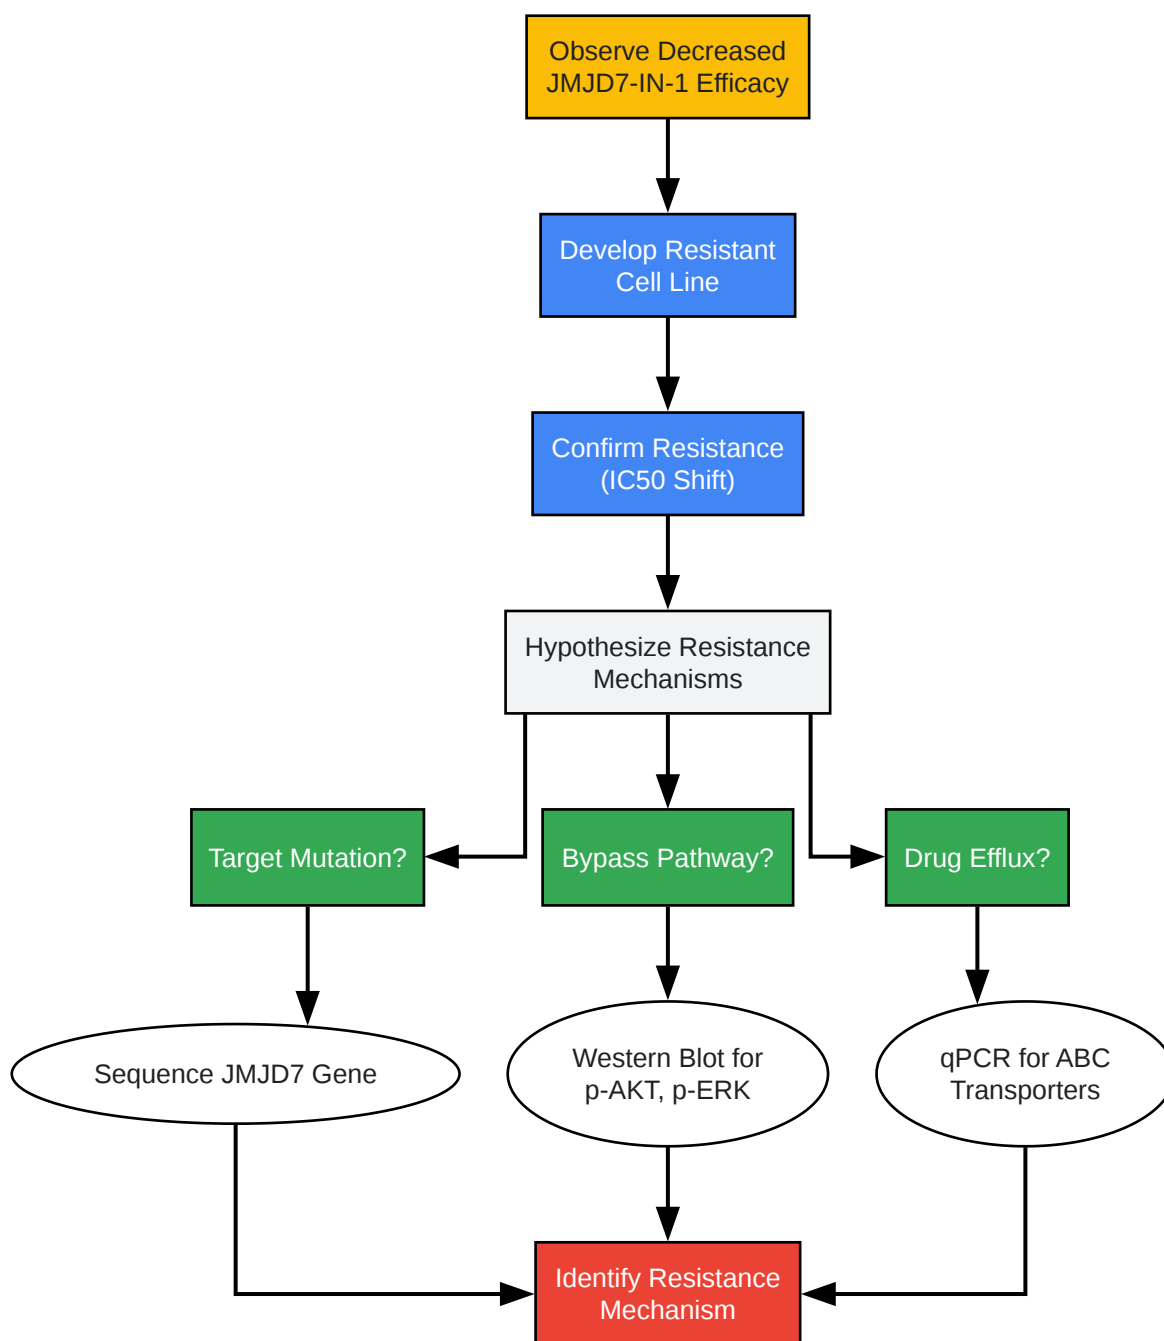 Observe Decreased
JMJD7-IN-1 Efficacy
Develop Resistant
Cell Line
Confirm Resistance
(IC50 Shift)
Hypothesize Resistance
Mechanisms
Target Mutation?
Bypass Pathway?
Drug Efflux?
Sequence JMJD7 Gene
Western Blot for
p-AKT, p-ERK
qPCR for ABC
Transporters
Identify Resistance
Mechanism